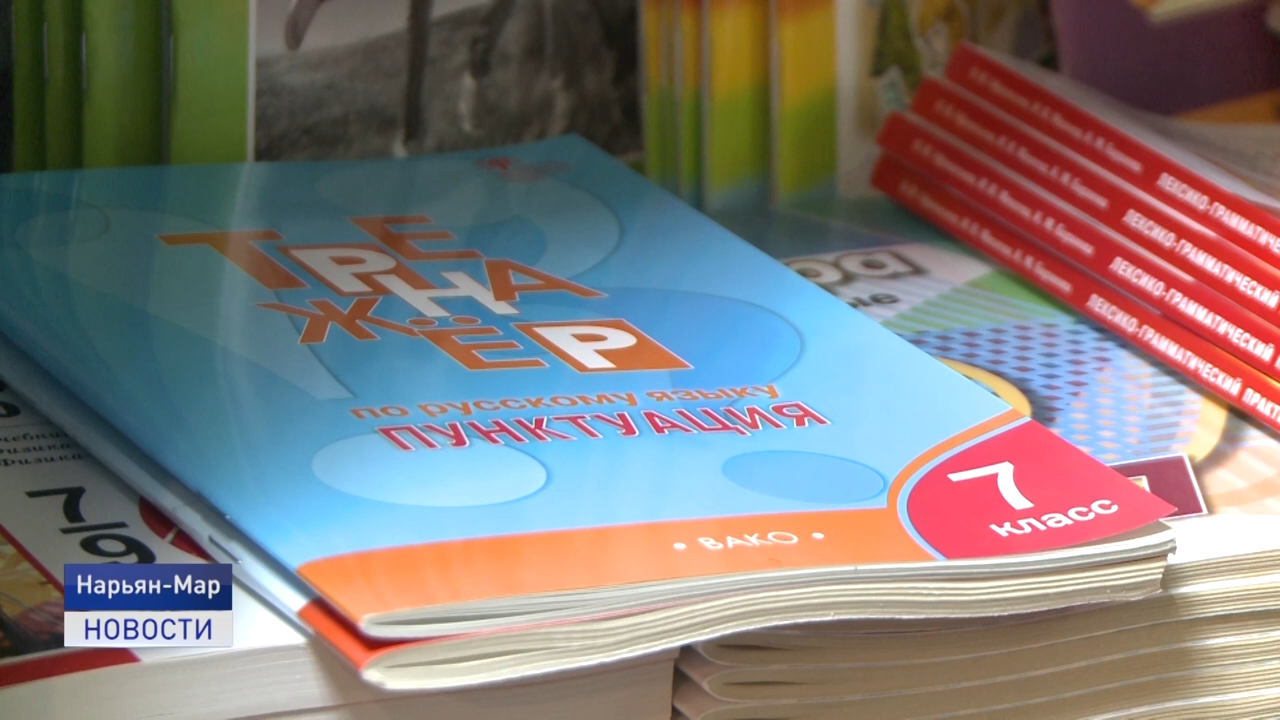 ТРЕНАЖЁР
по русскому языку
ПУНКТУАЦИЯ
7
класс
• ВАКО •
ЛЕКСИКО-ГРАММАТИЧЕСКИЙ
ЛЕКСИКО-ГРАММАТИЧЕСКИЙ
ЛЕКСИКО-ГРАММАТИЧЕСКИЙ
ЛЕКСИКО-ГРАММАТИЧЕСКИЙ ПРАКТ
7/9
Нарьян-Мар
НОВОСТИ